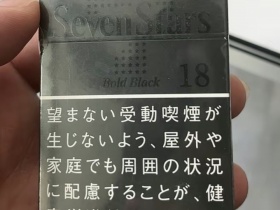 SevenStars
Bold Black 18
望まない受動喫煙が
生じないよう、屋外や
家庭でも周囲の状況
に配慮することが、健